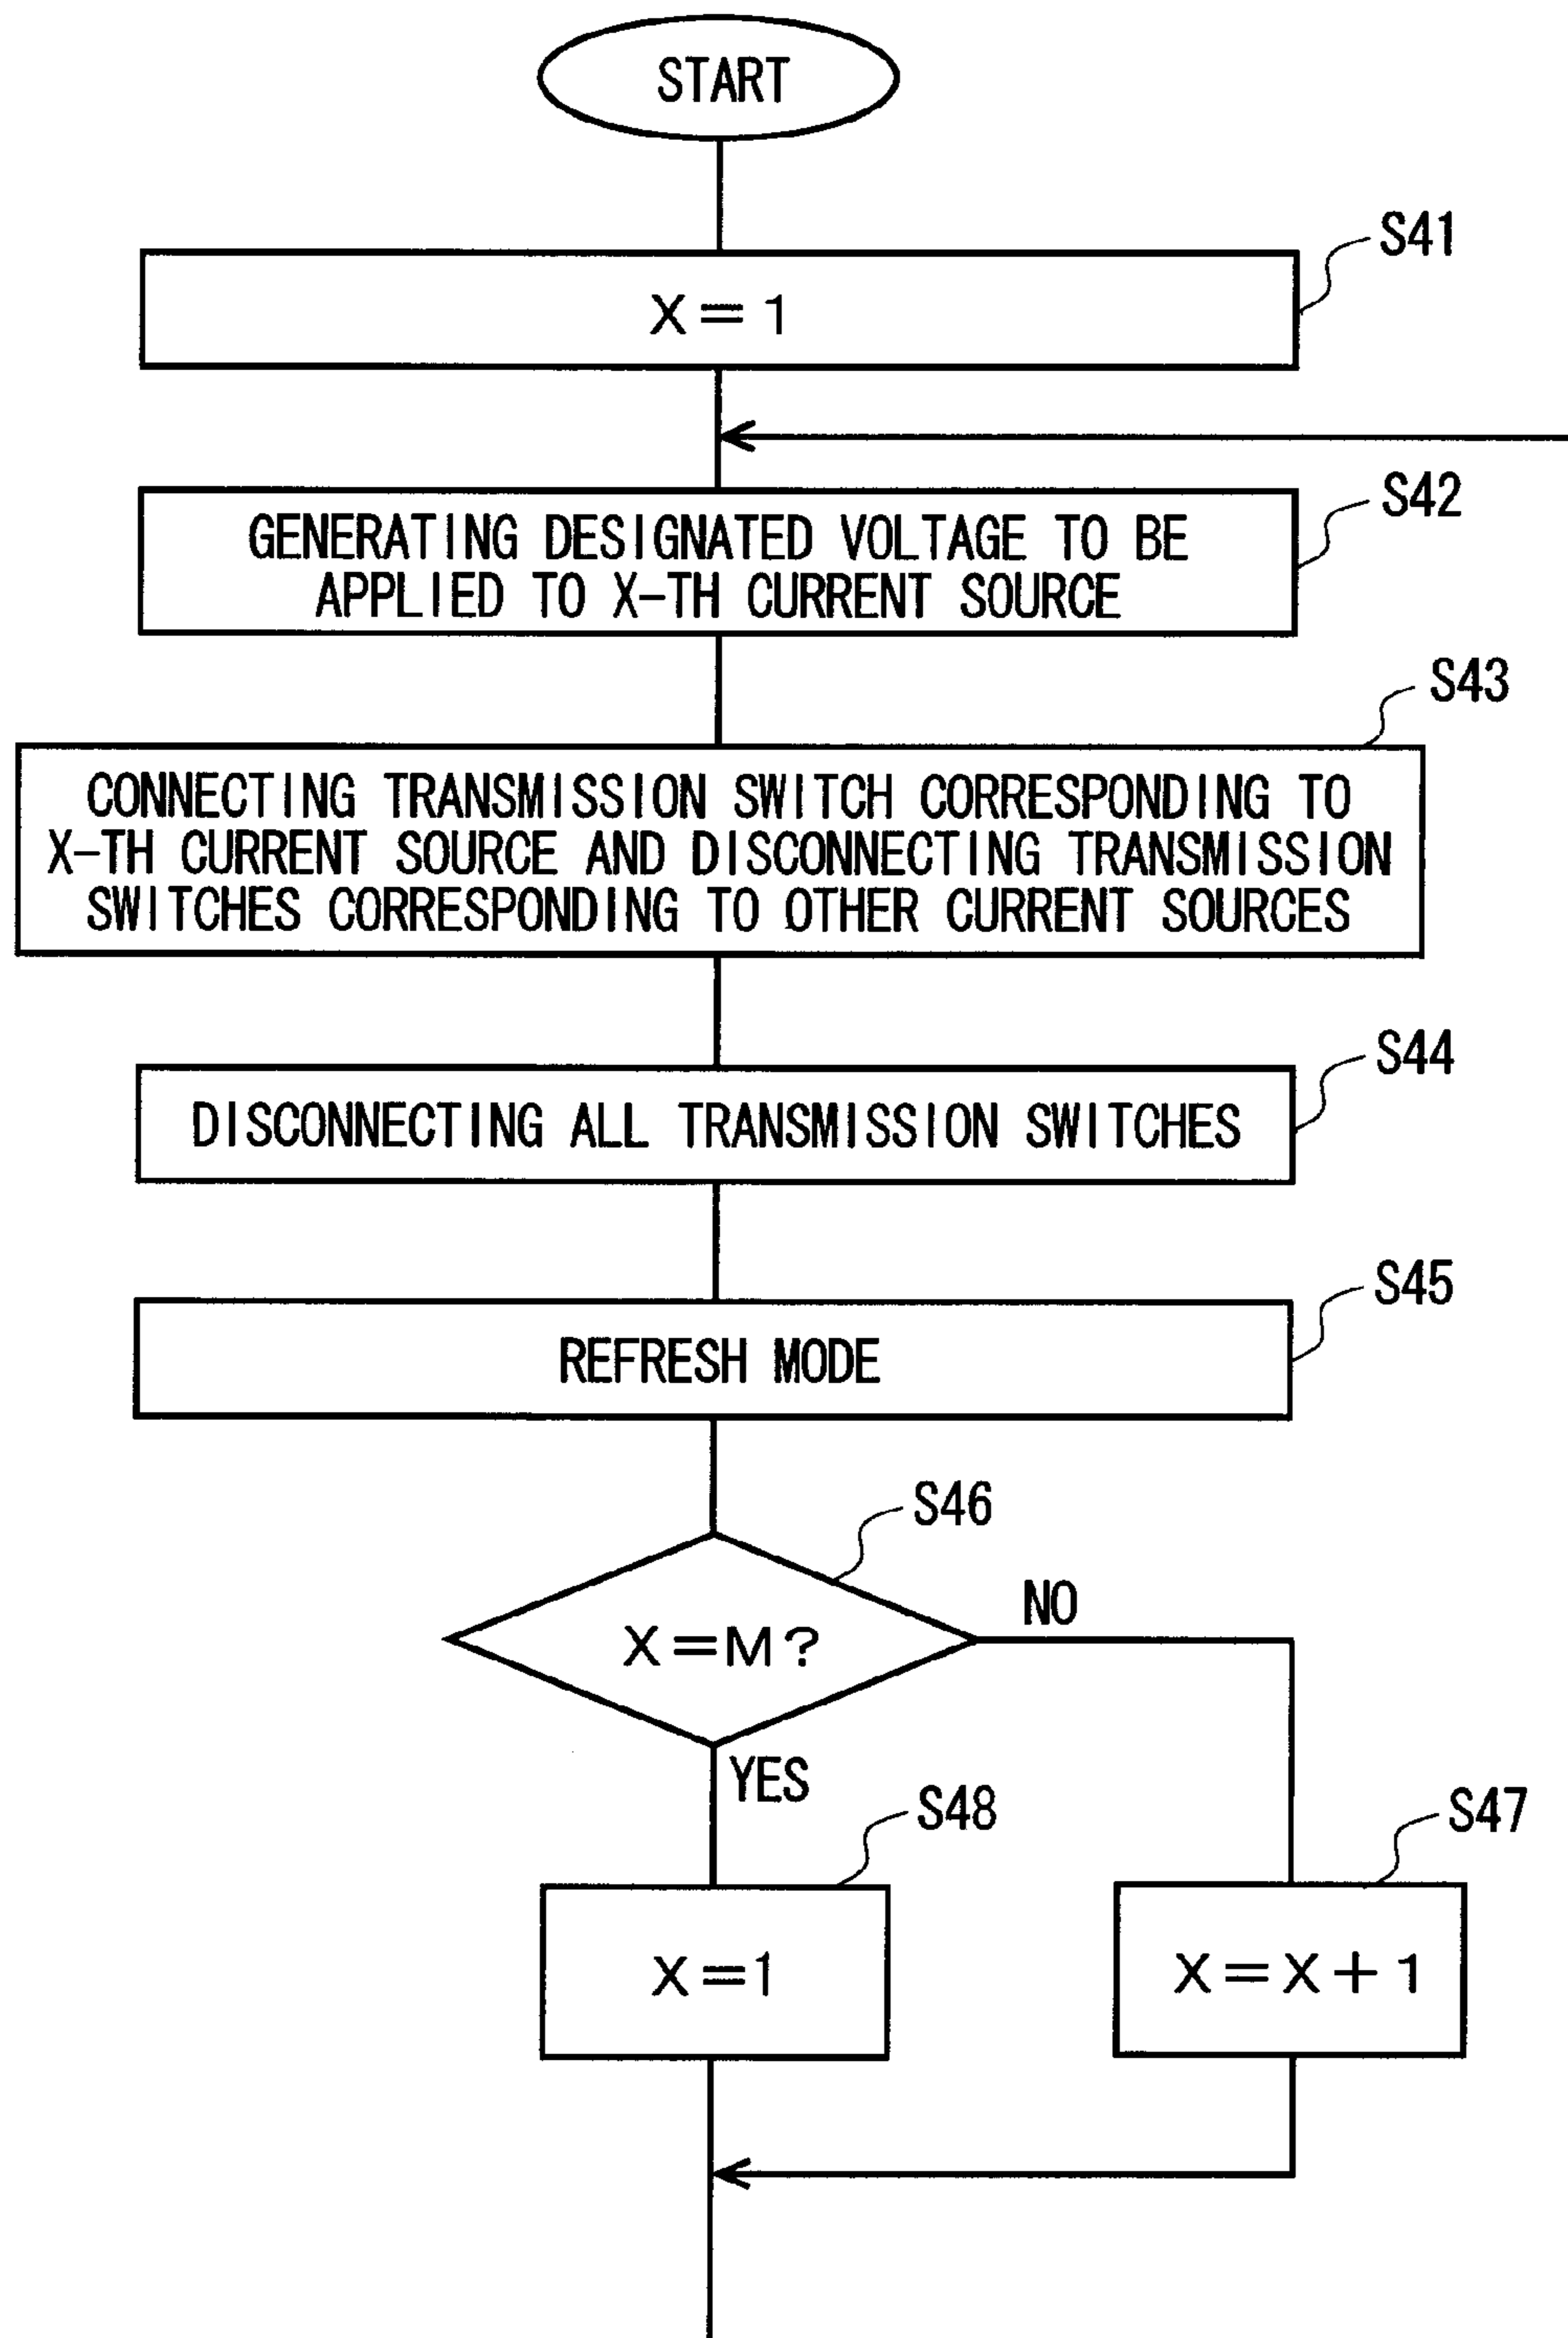 START
S41
X=1
S42
GENERATING DESIGNATED VOLTAGE TO BE
APPLIED TO X-TH CURRENT SOURCE
S43
CONNECTING TRANSMISSION SWITCH CORRESPONDING TO
X-TH CURRENT SOURCE AND DISCONNECTING TRANSMISSION
SWITCHES CORRESPONDING TO OTHER CURRENT SOURCES
S44
DISCONNECTING ALL TRANSMISSION SWITCHES
S45
REFRESH MODE
S46
X=M?
NO
YES
S48
X=1
S47
X=X+1